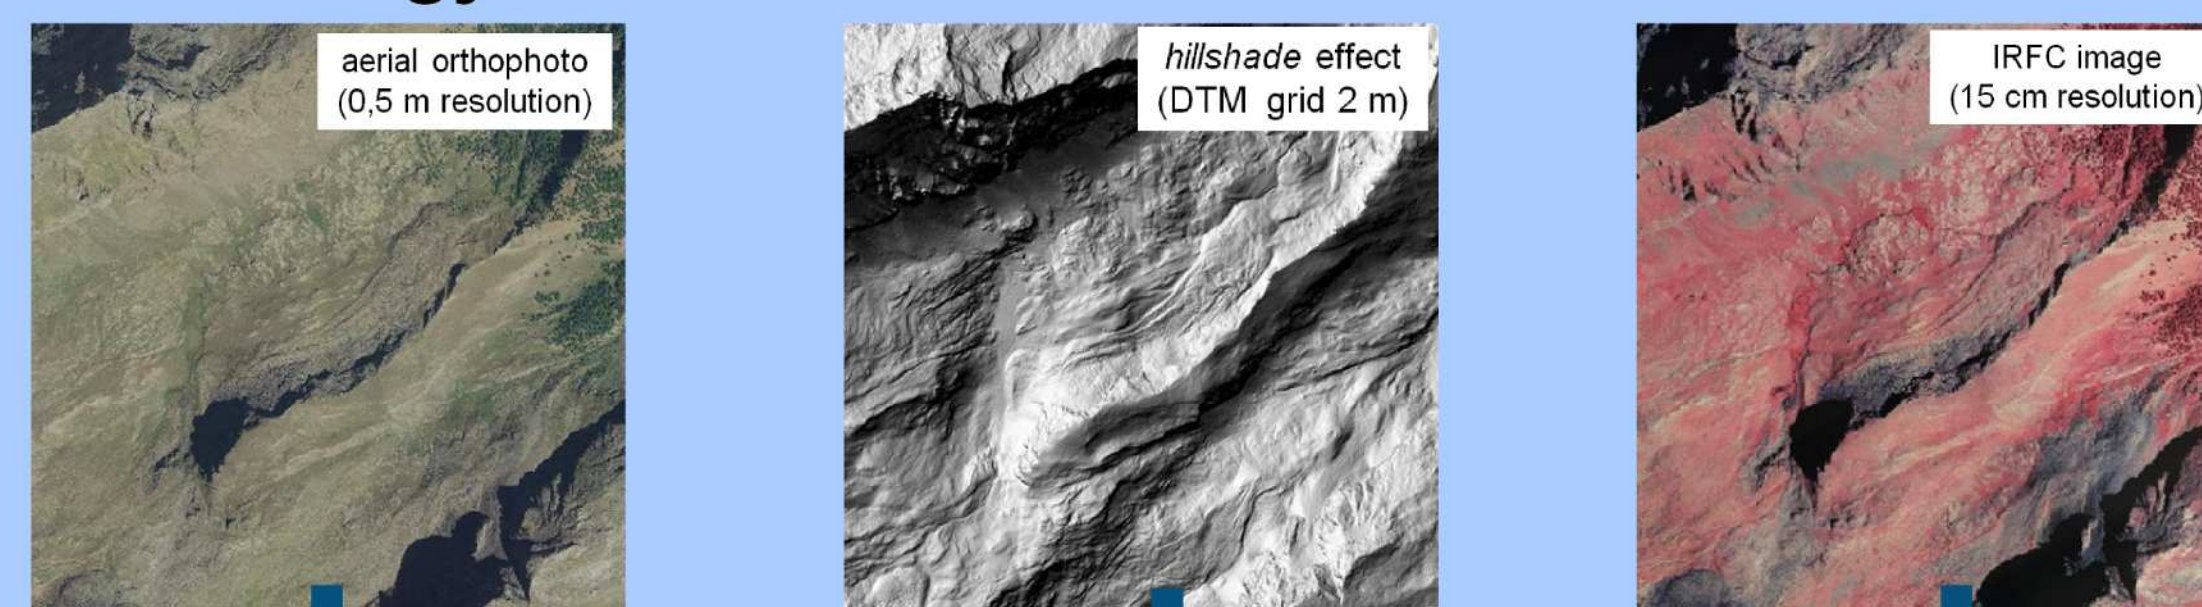 aerial orthophoto
(0,5 m resolution)
hillshade effect
(DTM grid 2 m)
IRFC image
(15 cm resolution)